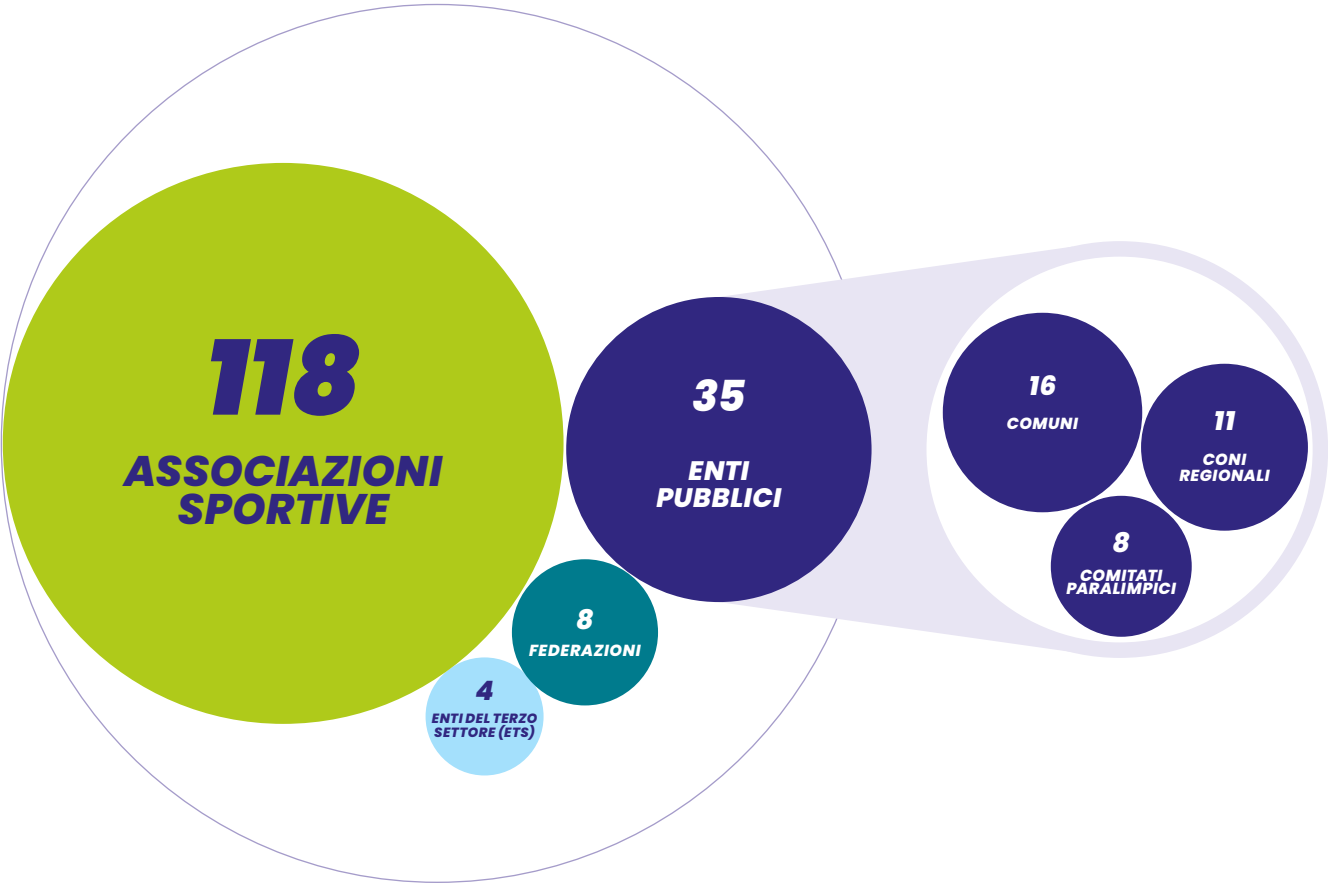 118
ASSOCIAZIONI
SPORTIVE
35
ENTI
PUBBLICI
8
FEDERAZIONI
4
ENTI DEL TERZO
SETTORE (ETS)
16
COMUNI
11
CONI
REGIONALI
8
COMITATI
PARALIMPICI